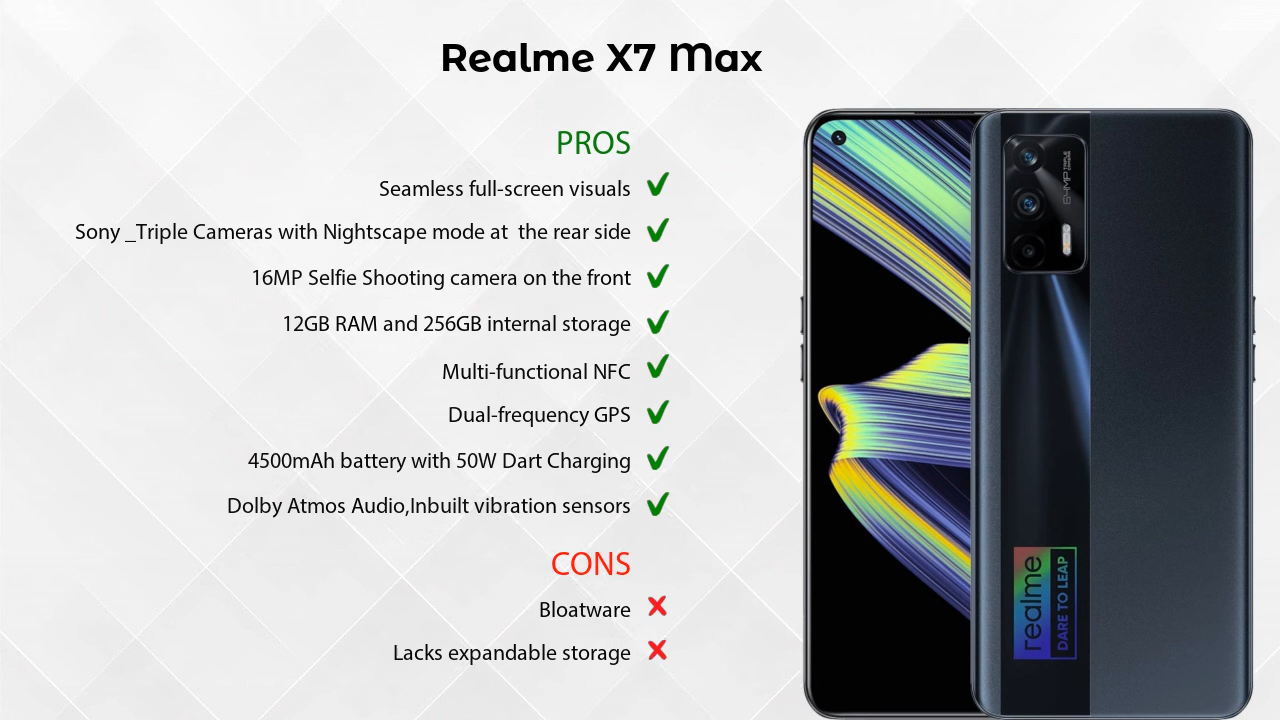 Realme X7 Max
PROS
Seamless full-screen visuals
Sony _Triple Cameras with Nightscape mode at  the rear side
16MP Selfie Shooting camera on the front
12GB RAM and 256GB internal storage
Multi-functional NFC
Dual-frequency GPS
4500mAh battery with 50W Dart Charging
Dolby Atmos Audio,Inbuilt vibration sensors
CONS
Bloatware
Lacks expandable storage
64MP
realme
DARE TO LEAP